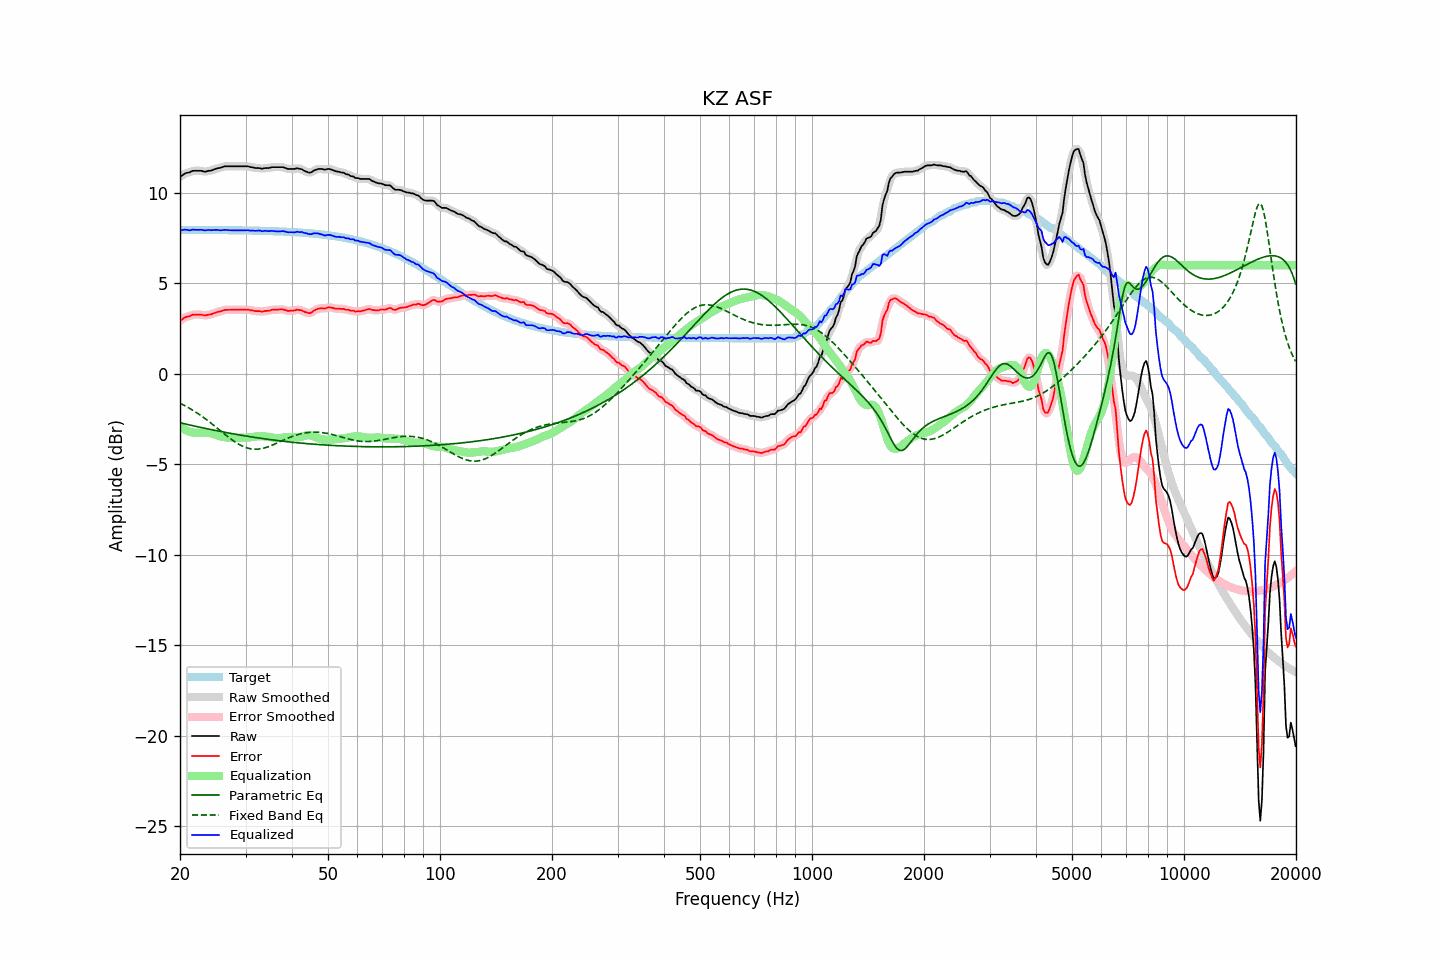 KZ ASF
Amplitude (dBr)
10
5
0
−5
−10
−15
−20
−25
Target
Raw Smoothed
Error Smoothed
Raw
Error
Equalization
Parametric Eq
Fixed Band Eq
Equalized
20 50 100 200 500 1000 2000 5000 10000 20000
Frequency (Hz)